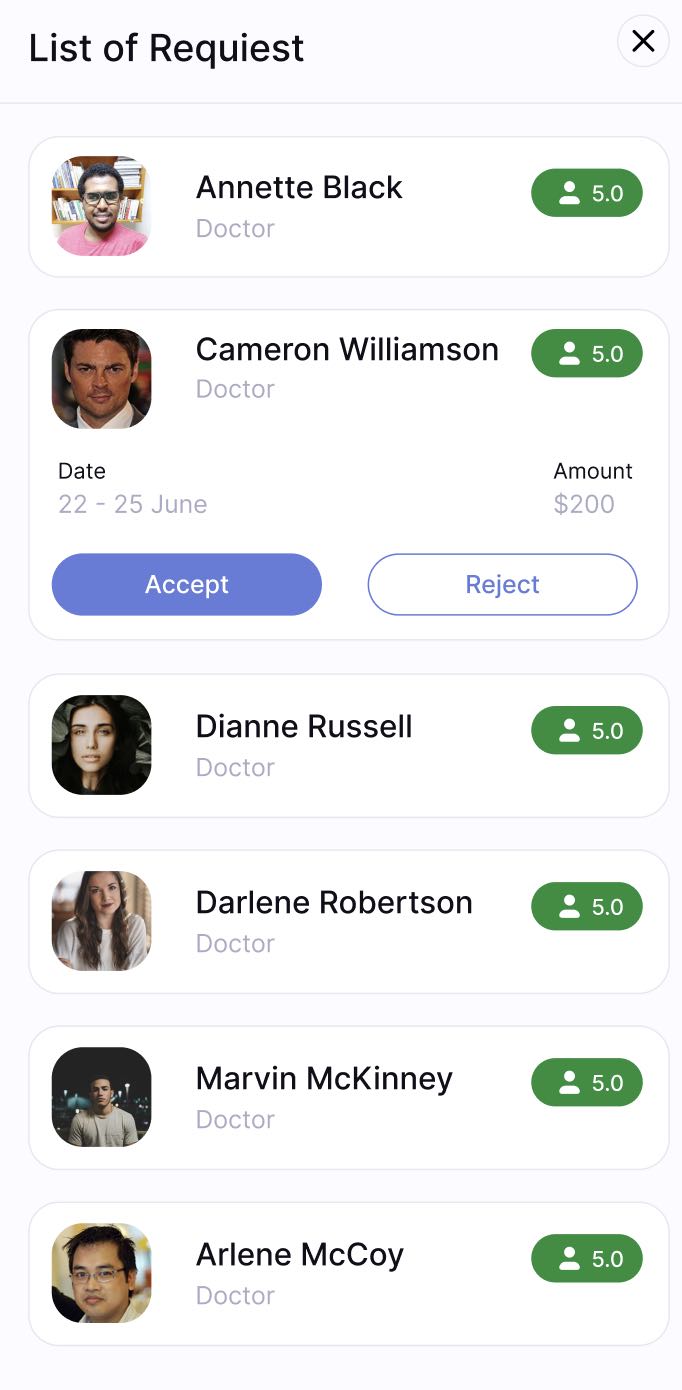 List of Requiest
Annette Black
5.0
Doctor
Cameron Williamson
5.0
Doctor
Date
Amount
22 - 25 June
$200
Accept
Reject
Dianne Russell
5.0
Doctor
Darlene Robertson
5.0
Doctor
Marvin McKinney
5.0
Doctor
Arlene McCoy
5.0
Doctor